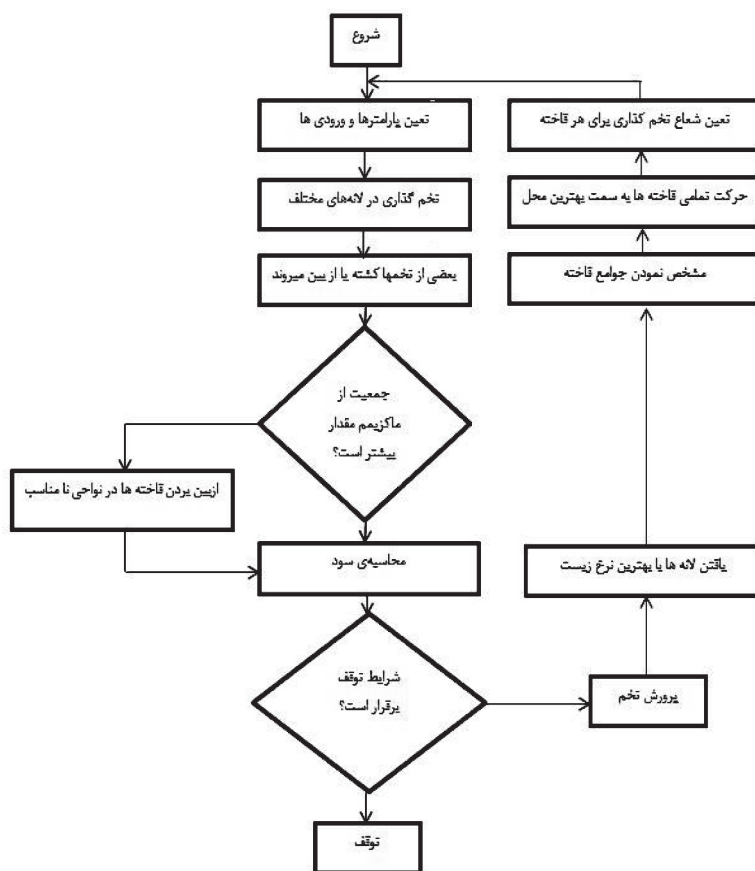 شروع
تعین پارامترها و ورودی ها
تخم گذاری در لانه‌های مختلف
بعضی از تخمها کشته یا از بین میروند
جمعیت از
ماکزیمم مقدار
بیشتر است؟
ازبین بردن فاخته ها در نواحی نا مناسب
محاسبه‌ی سود
شرایط توقف
برقرار است؟
توقف
پرورش تخم
یافتن لانه ها با بهترین نرخ زیست
مشخص نمودن جوامع فاخته
حرکت تمامی فاخته ها به سمت بهترین محل
تعین شعاع تخم گذاری برای هر فاخته